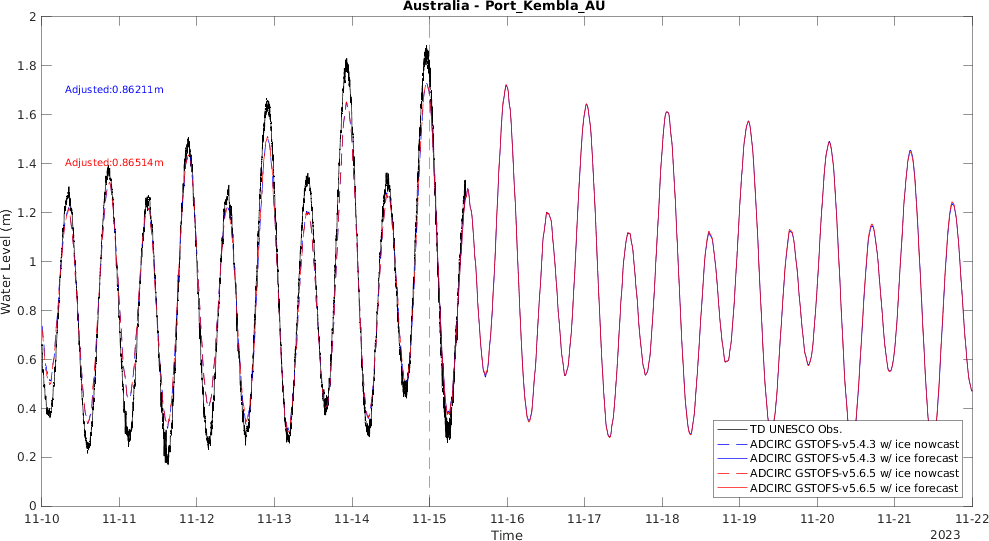 Australia - Port_Kembla_AU
2
1.8
1.6
1.4
1.2
1
0.8
0.6
0.4
0.2
0
Water Level (m)
Adjusted:0.86211m
Adjusted:0.86514m
TD UNESCO Obs.
ADCIRC GSTOFS-v5.4.3 w/ ice nowcast
ADCIRC GSTOFS-v5.4.3 w/ ice forecast
ADCIRC GSTOFS-v5.6.5 w/ ice nowcast
ADCIRC GSTOFS-v5.6.5 w/ ice forecast
11-10 11-11 11-12 11-13 11-14 11-15 11-16 11-17 11-18 11-19 11-20 11-21 11-22
Time
2023